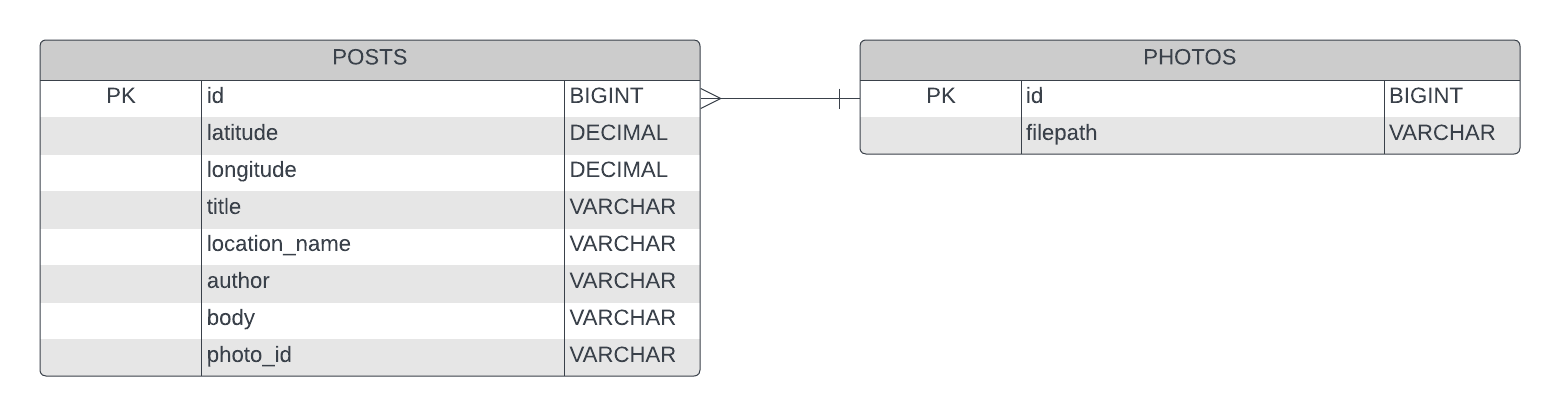 POSTS
PK id BIGINT
latitude DECIMAL
longitude DECIMAL
title VARCHAR
location_name VARCHAR
author VARCHAR
body VARCHAR
photo_id VARCHAR
PHOTOS
PK id BIGINT
filepath VARCHAR